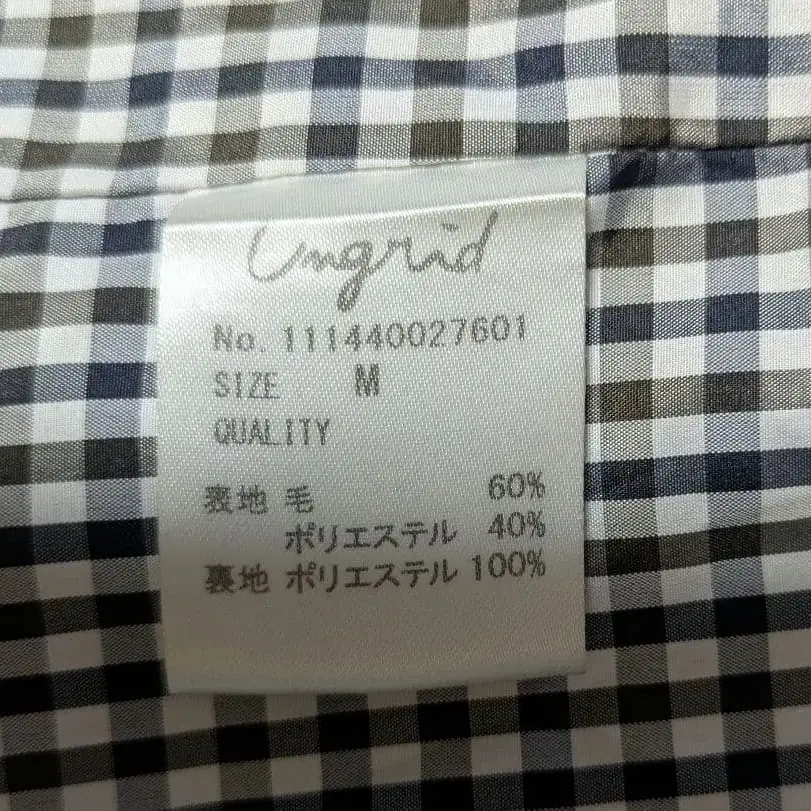 Ungrid
No. 111440027601
SIZE M
QUALITY
表地 毛 60%
ポリエステル 40%
裏地 ポリエステル 100%